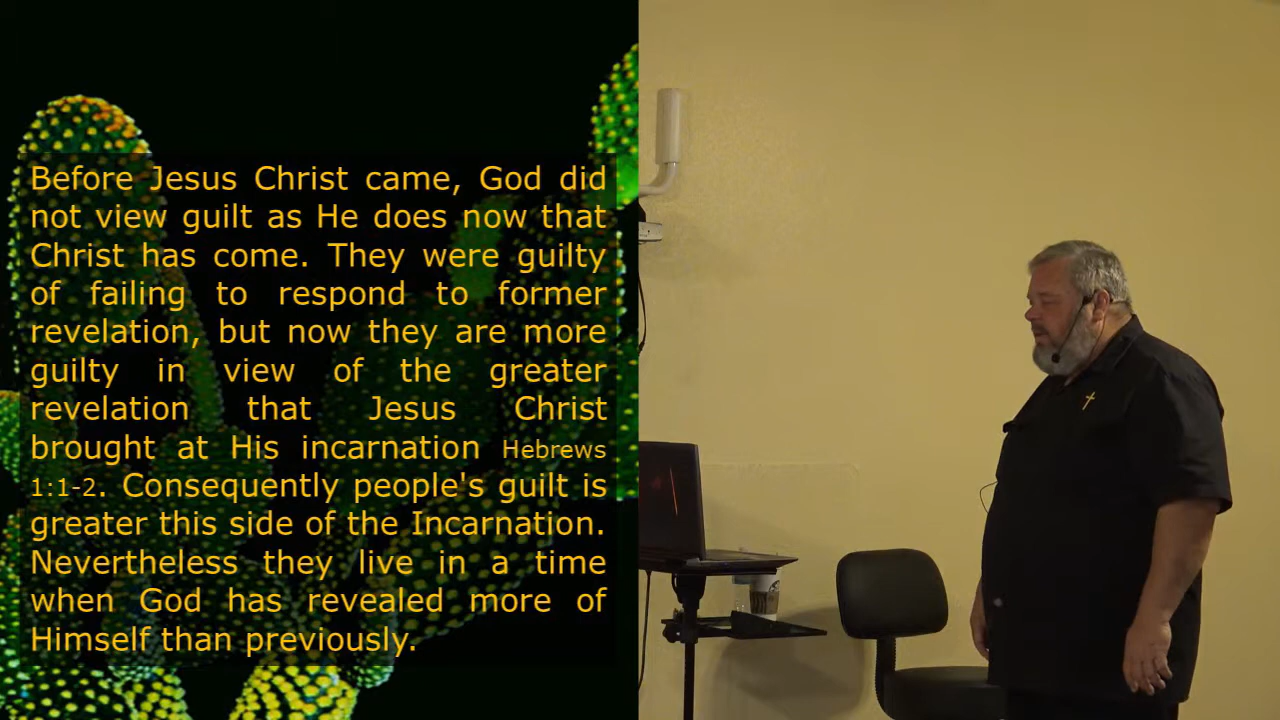 Before Jesus Christ came, God did
not view guilt as He does now that
Christ has come. They were guilty
of failing to respond to former
revelation, but now they are more
guilty in view of the greater
revelation that Jesus Christ
brought at His incarnation Hebrews
1:1-2. Consequently people's guilt is
greater this side of the Incarnation.
Nevertheless they live in a time
when God has revealed more of
Himself than previously.